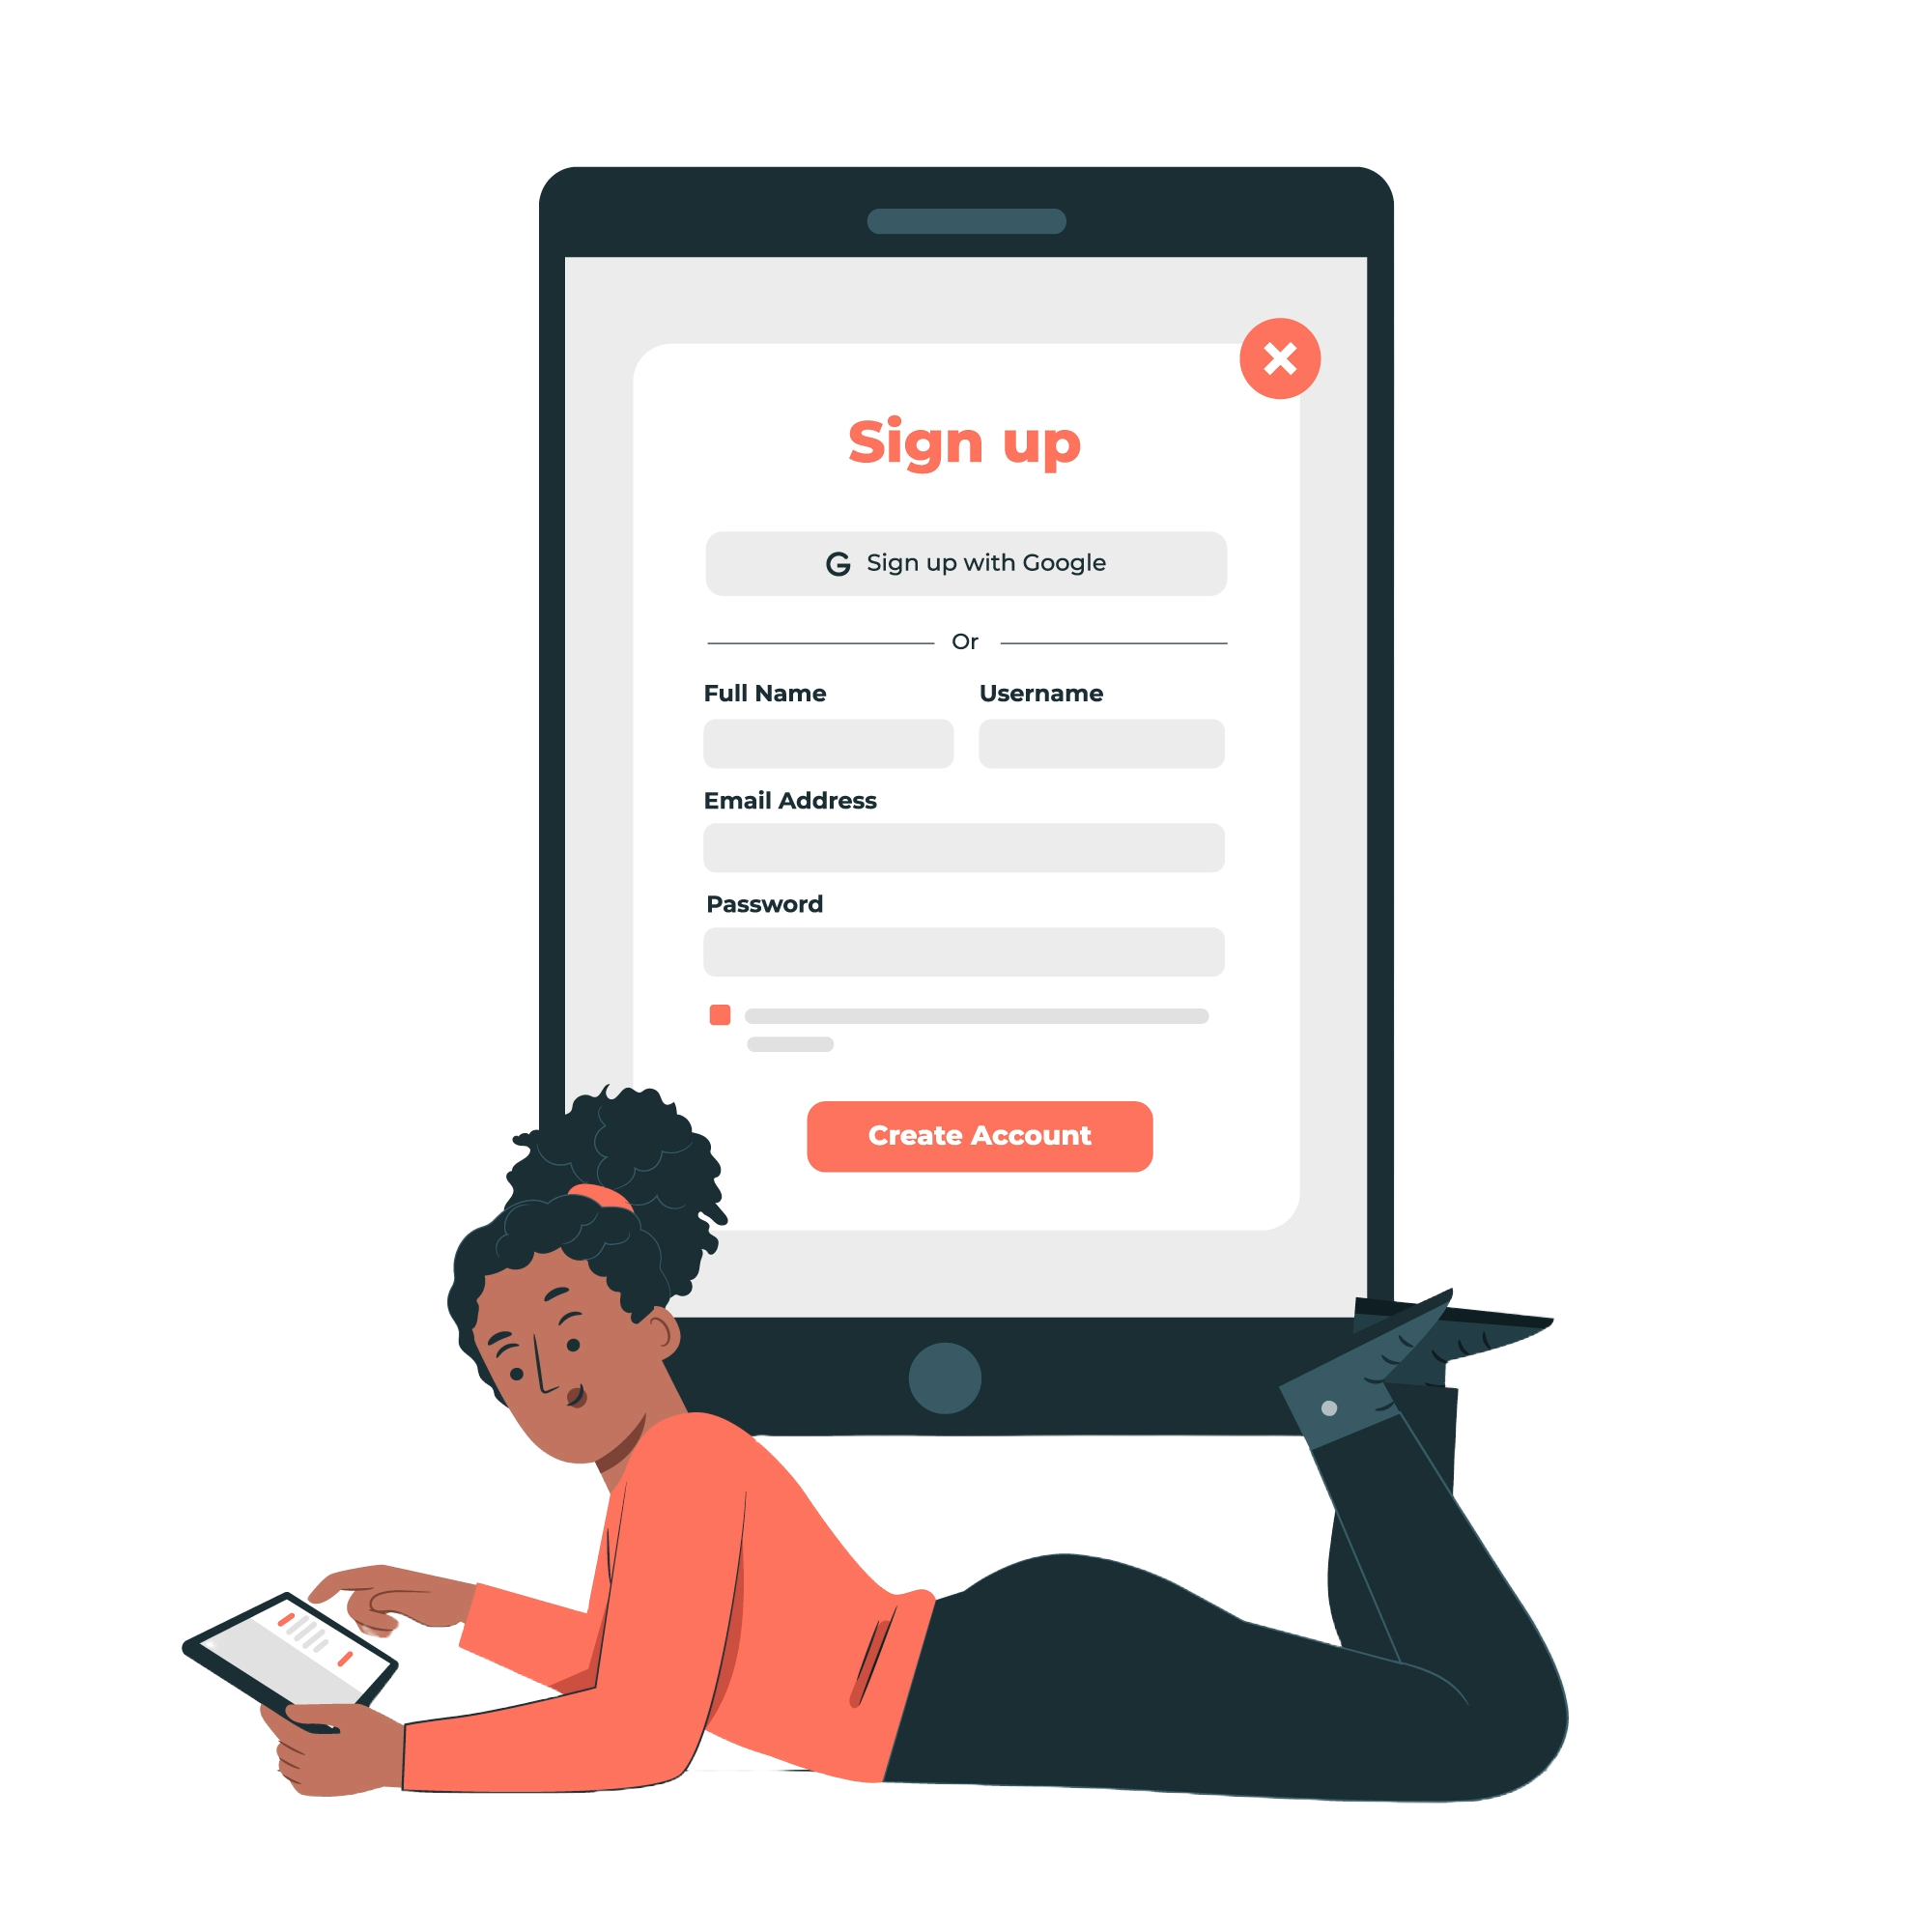 Sign up
G Sign up with Google
Or
Full Name Username
Email Address
Password
Create Account